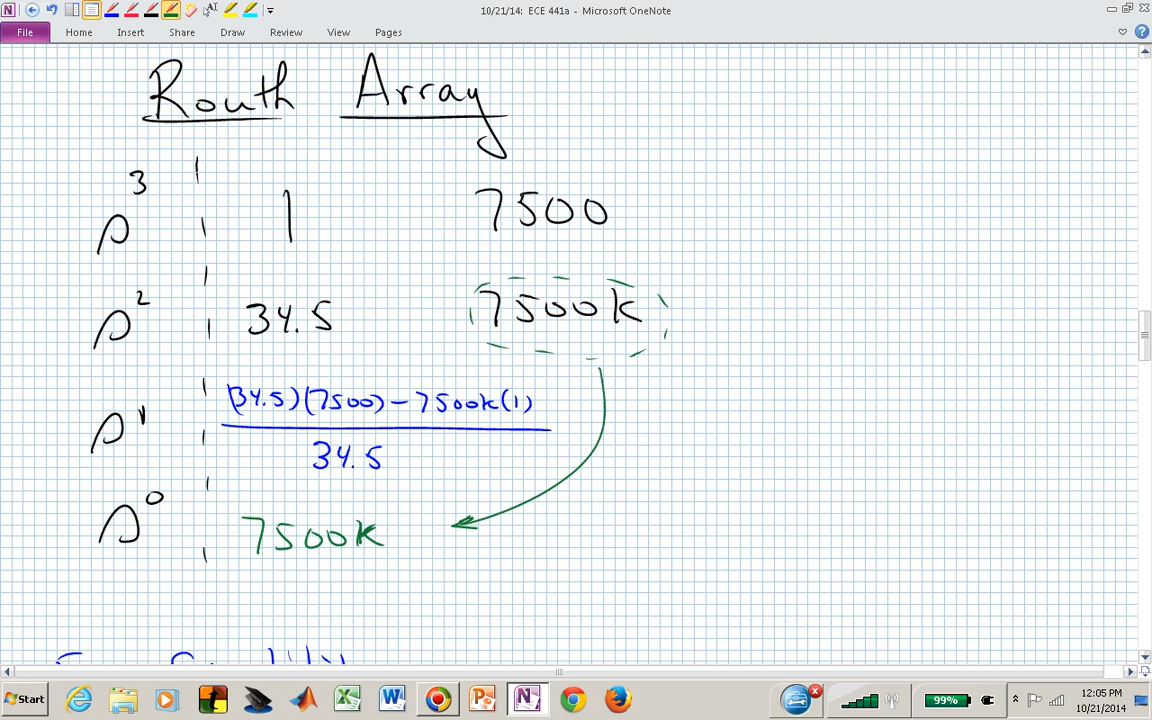 10/21/14: ECE 441a - Microsoft OneNote
File Home Insert Share Draw Review View Pages
Routh Array
s³ 1 7500
s² 34.5 7500k
s¹ (34.5)(7500) - 7500k(1)
34.5
s⁰ 7500k
Start 99% 12:05 PM
10/21/2014